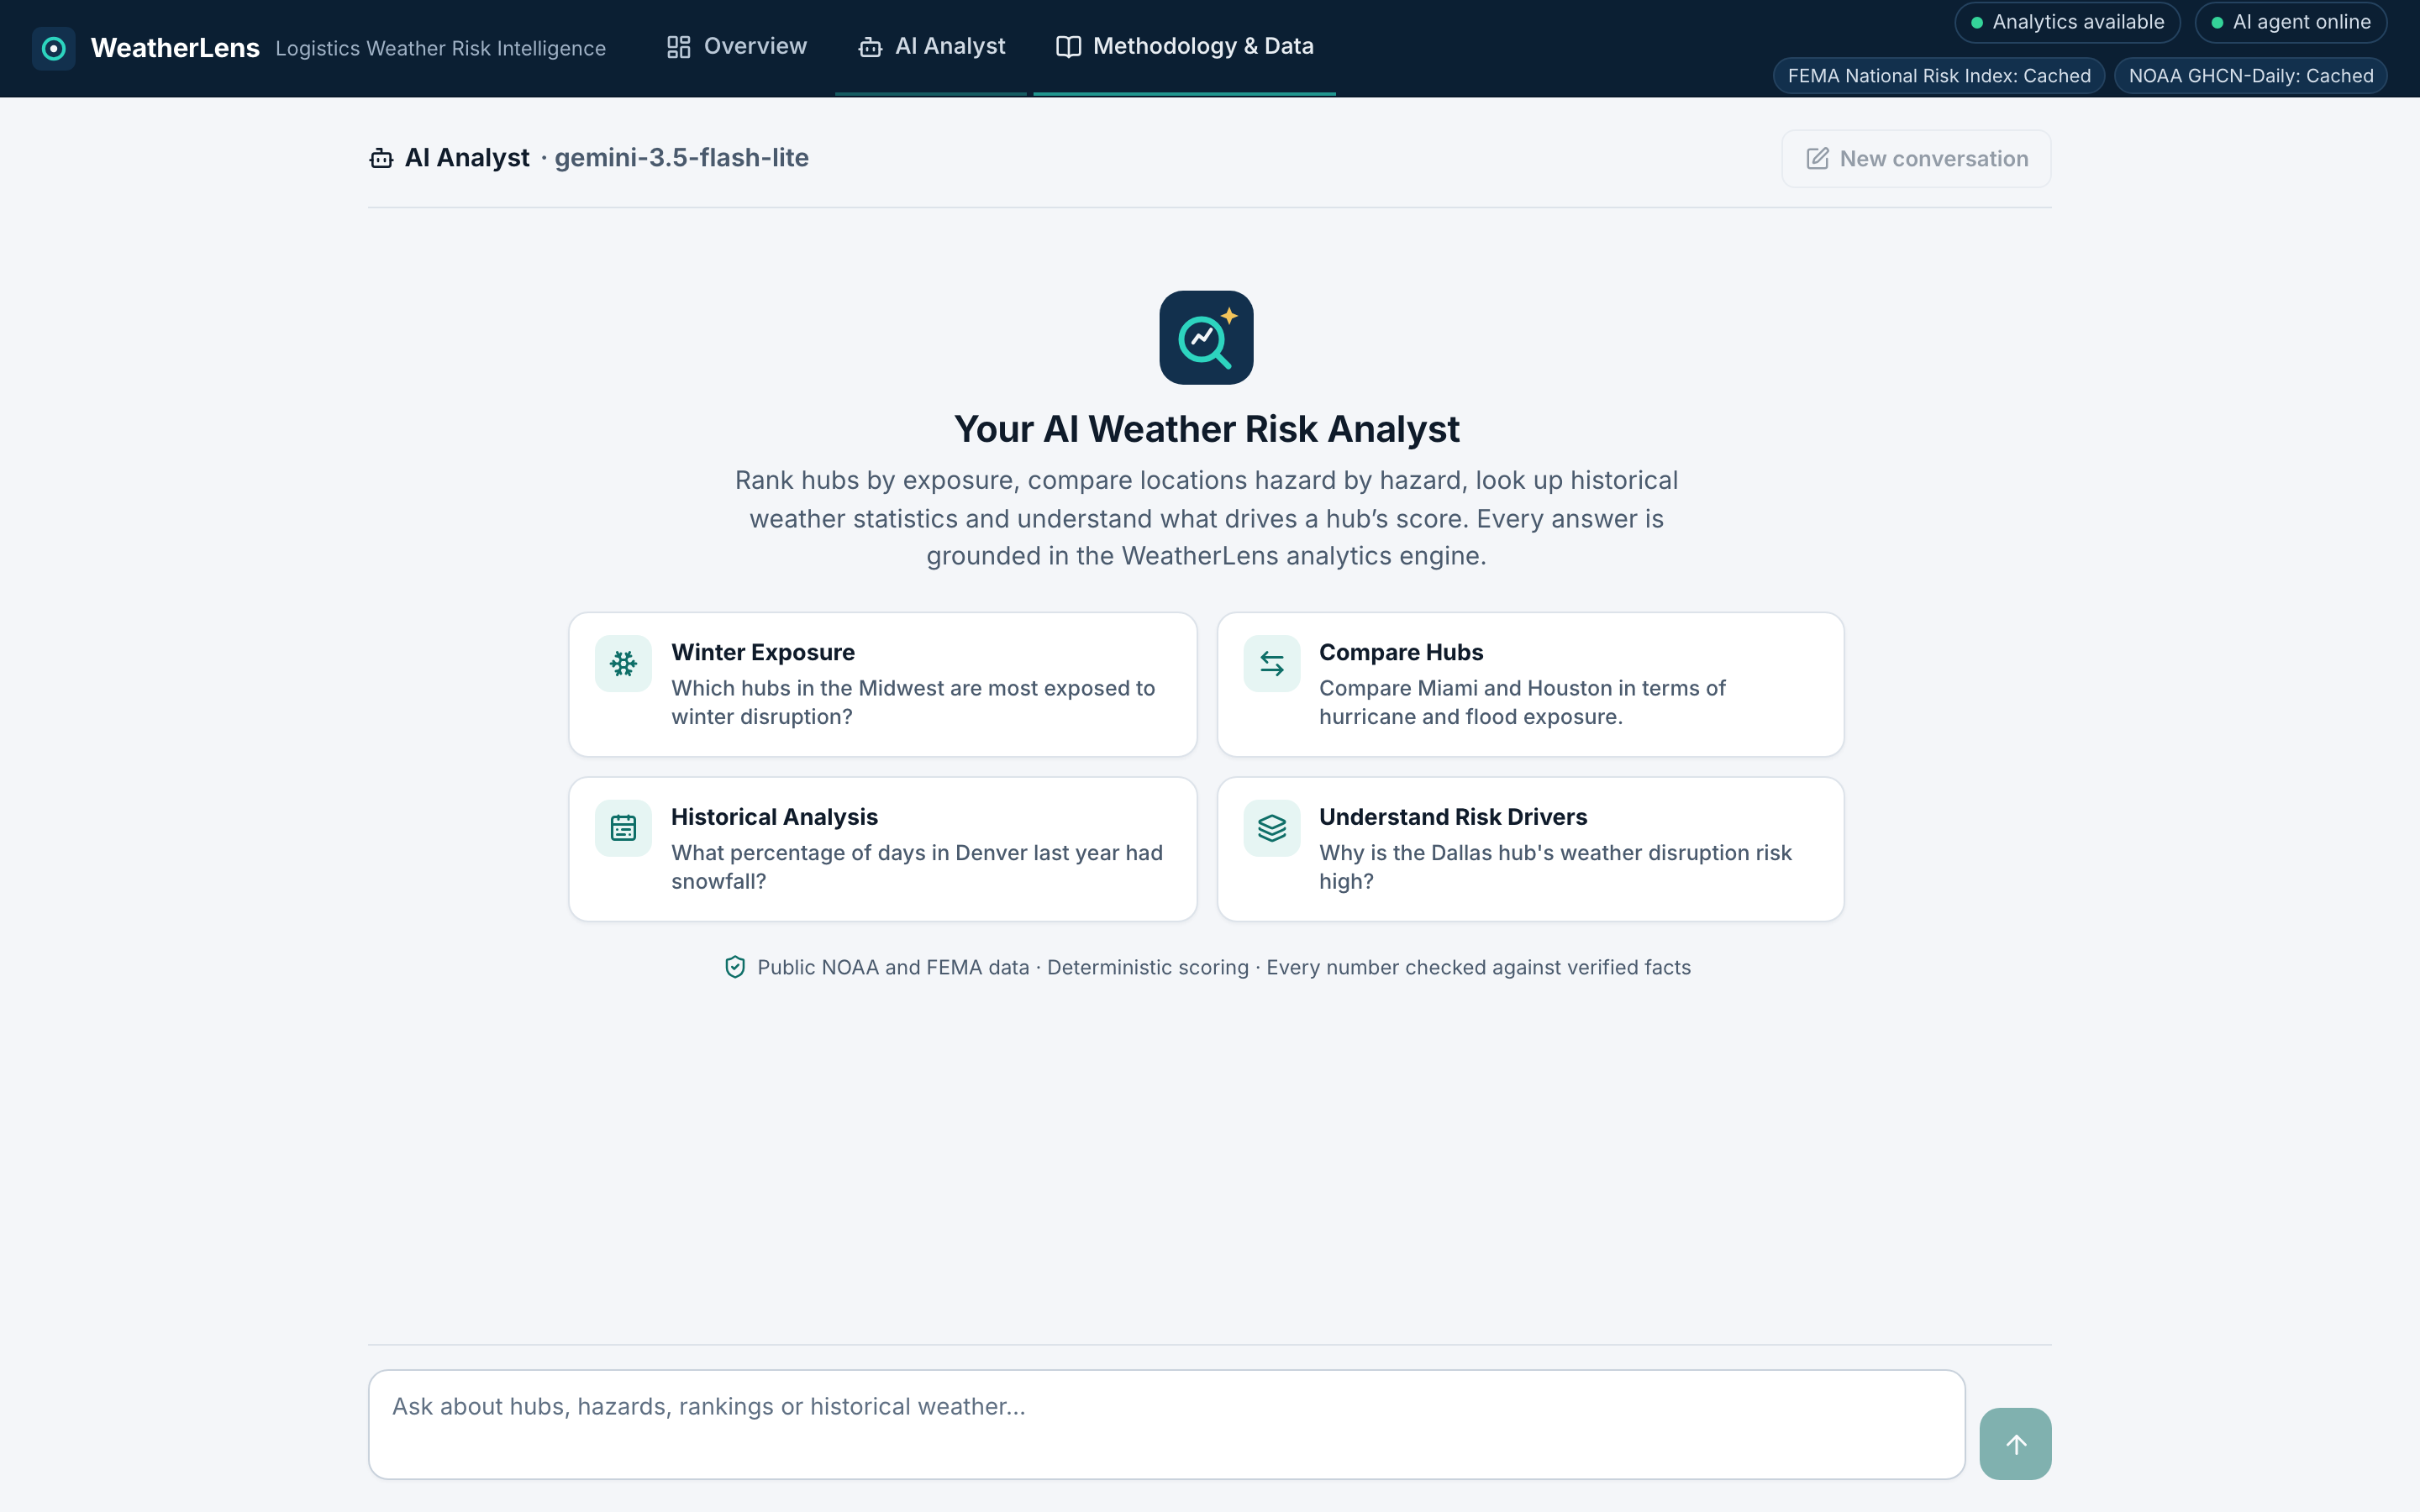 WeatherLens Logistics Weather Risk Intelligence
Overview
AI Analyst
Methodology & Data
Analytics available
AI agent online
FEMA National Risk Index: Cached
NOAA GHCN-Daily: Cached
AI Analyst · gemini-3.5-flash-lite
New conversation
Your AI Weather Risk Analyst
Rank hubs by exposure, compare locations hazard by hazard, look up historical
weather statistics and understand what drives a hub’s score. Every answer is
grounded in the WeatherLens analytics engine.
Winter Exposure
Which hubs in the Midwest are most exposed to
winter disruption?
Compare Hubs
Compare Miami and Houston in terms of
hurricane and flood exposure.
Historical Analysis
What percentage of days in Denver last year had
snowfall?
Understand Risk Drivers
Why is the Dallas hub's weather disruption risk
high?
Public NOAA and FEMA data · Deterministic scoring · Every number checked against verified facts
Ask about hubs, hazards, rankings or historical weather...